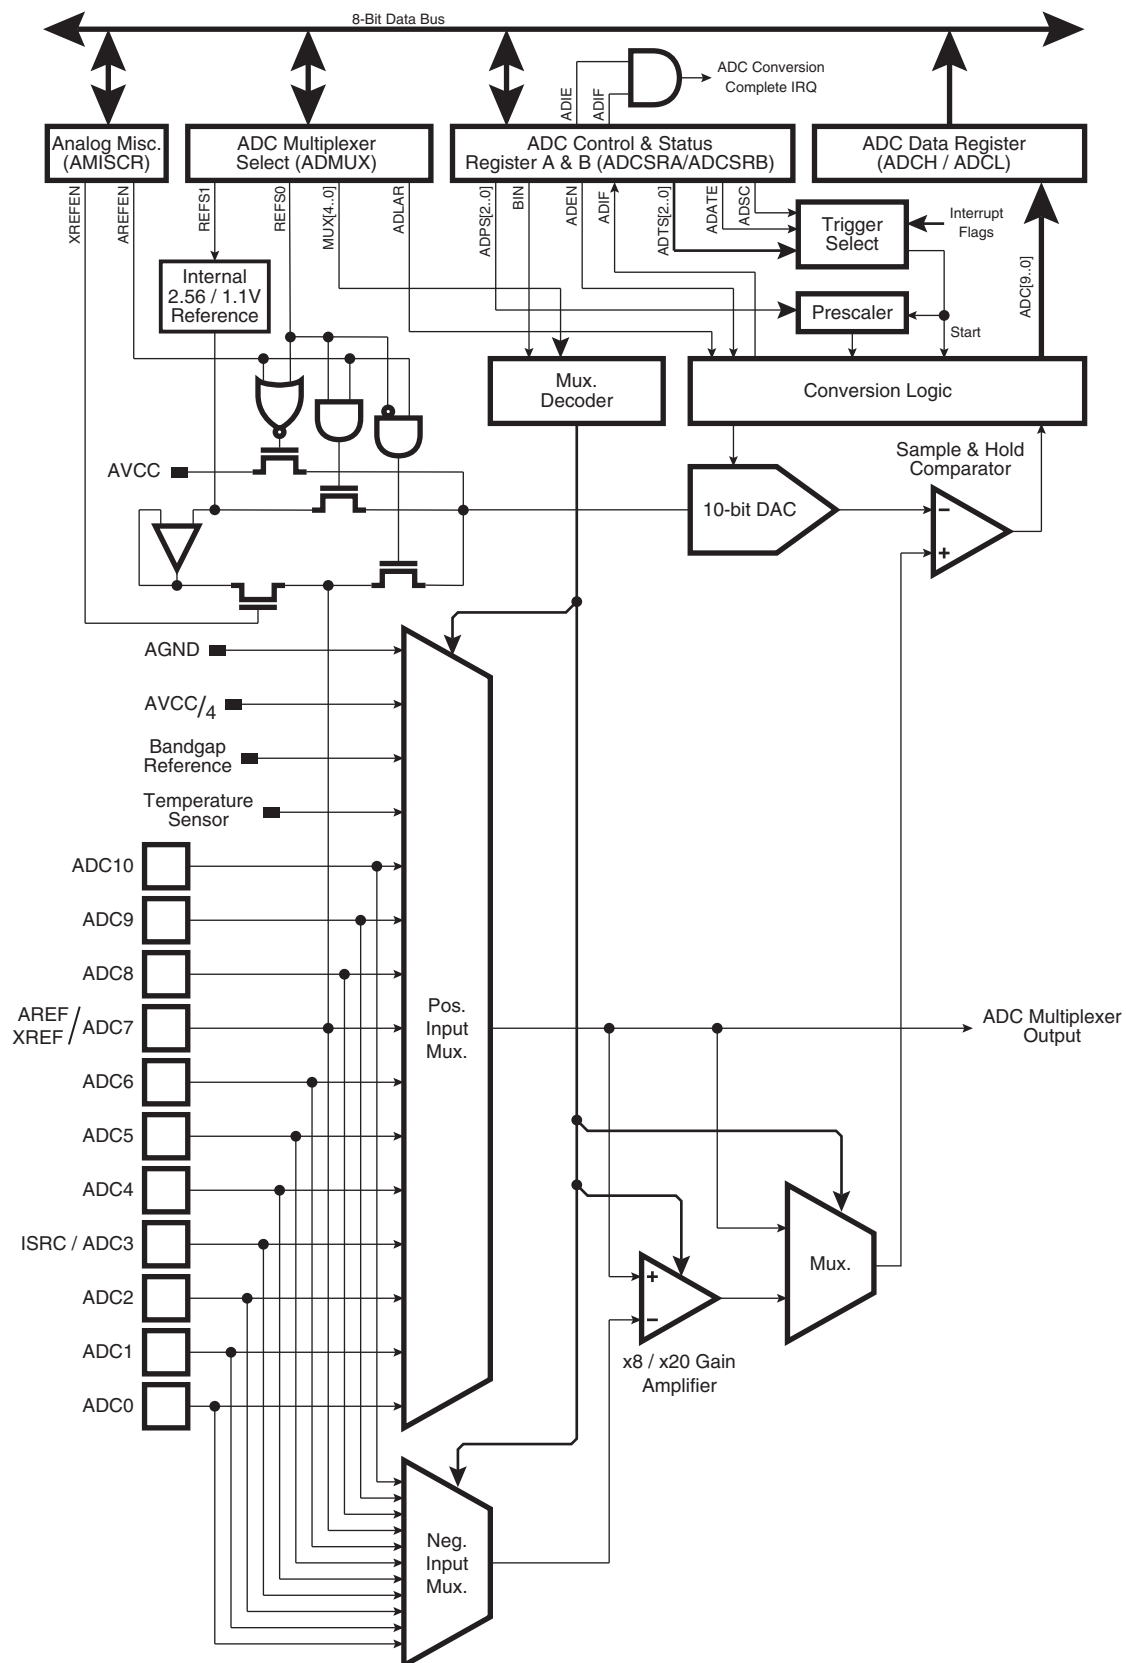 8-Bit Data Bus
ADIE
ADIF
ADC Conversion
Complete IRQ
Analog Misc.
(AMISCR)
ADC Multiplexer
Select (ADMUX)
ADC Control & Status
Register A & B (ADCSRA/ADCSRB)
ADC Data Register
(ADCH / ADCL)
XREFEN
AREFEN
REFS1
REFS0
MUX[4..0]
ADLAR
ADPS[2..0]
BIN
ADEN
ADIF
ADTS[2..0]
ADATE
ADSC
Trigger
Select
Interrupt
Flags
ADC[9..0]
Internal
2.56 / 1.1V
Reference
Prescaler
Start
Mux.
Decoder
Conversion Logic
AVCC
Sample & Hold
Comparator
10-bit DAC
−
+
AGND
AVCC/4
Bandgap
Reference
Temperature
Sensor
ADC10
ADC9
ADC8
AREF
XREF / ADC7
Pos.
Input
Mux.
ADC Multiplexer
Output
ADC6
ADC5
ADC4
ISRC / ADC3
Mux.
+
ADC2
−
ADC1
x8 / x20 Gain
Amplifier
ADC0
Neg.
Input
Mux.